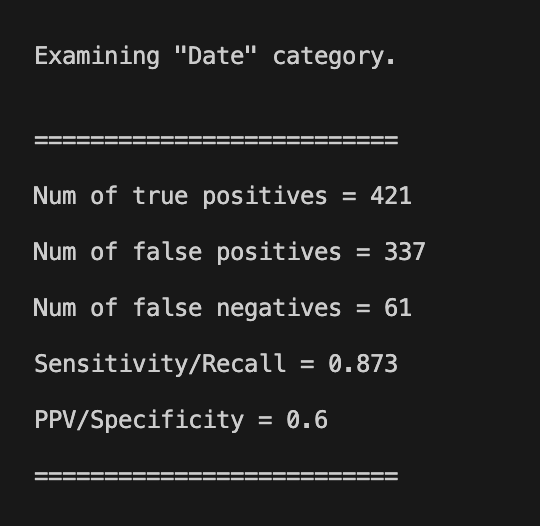 Examining "Date" category.
==========================
Num of true positives = 421
Num of false positives = 337
Num of false negatives = 61
Sensitivity/Recall = 0.873
PPV/Specificity = 0.6
==========================